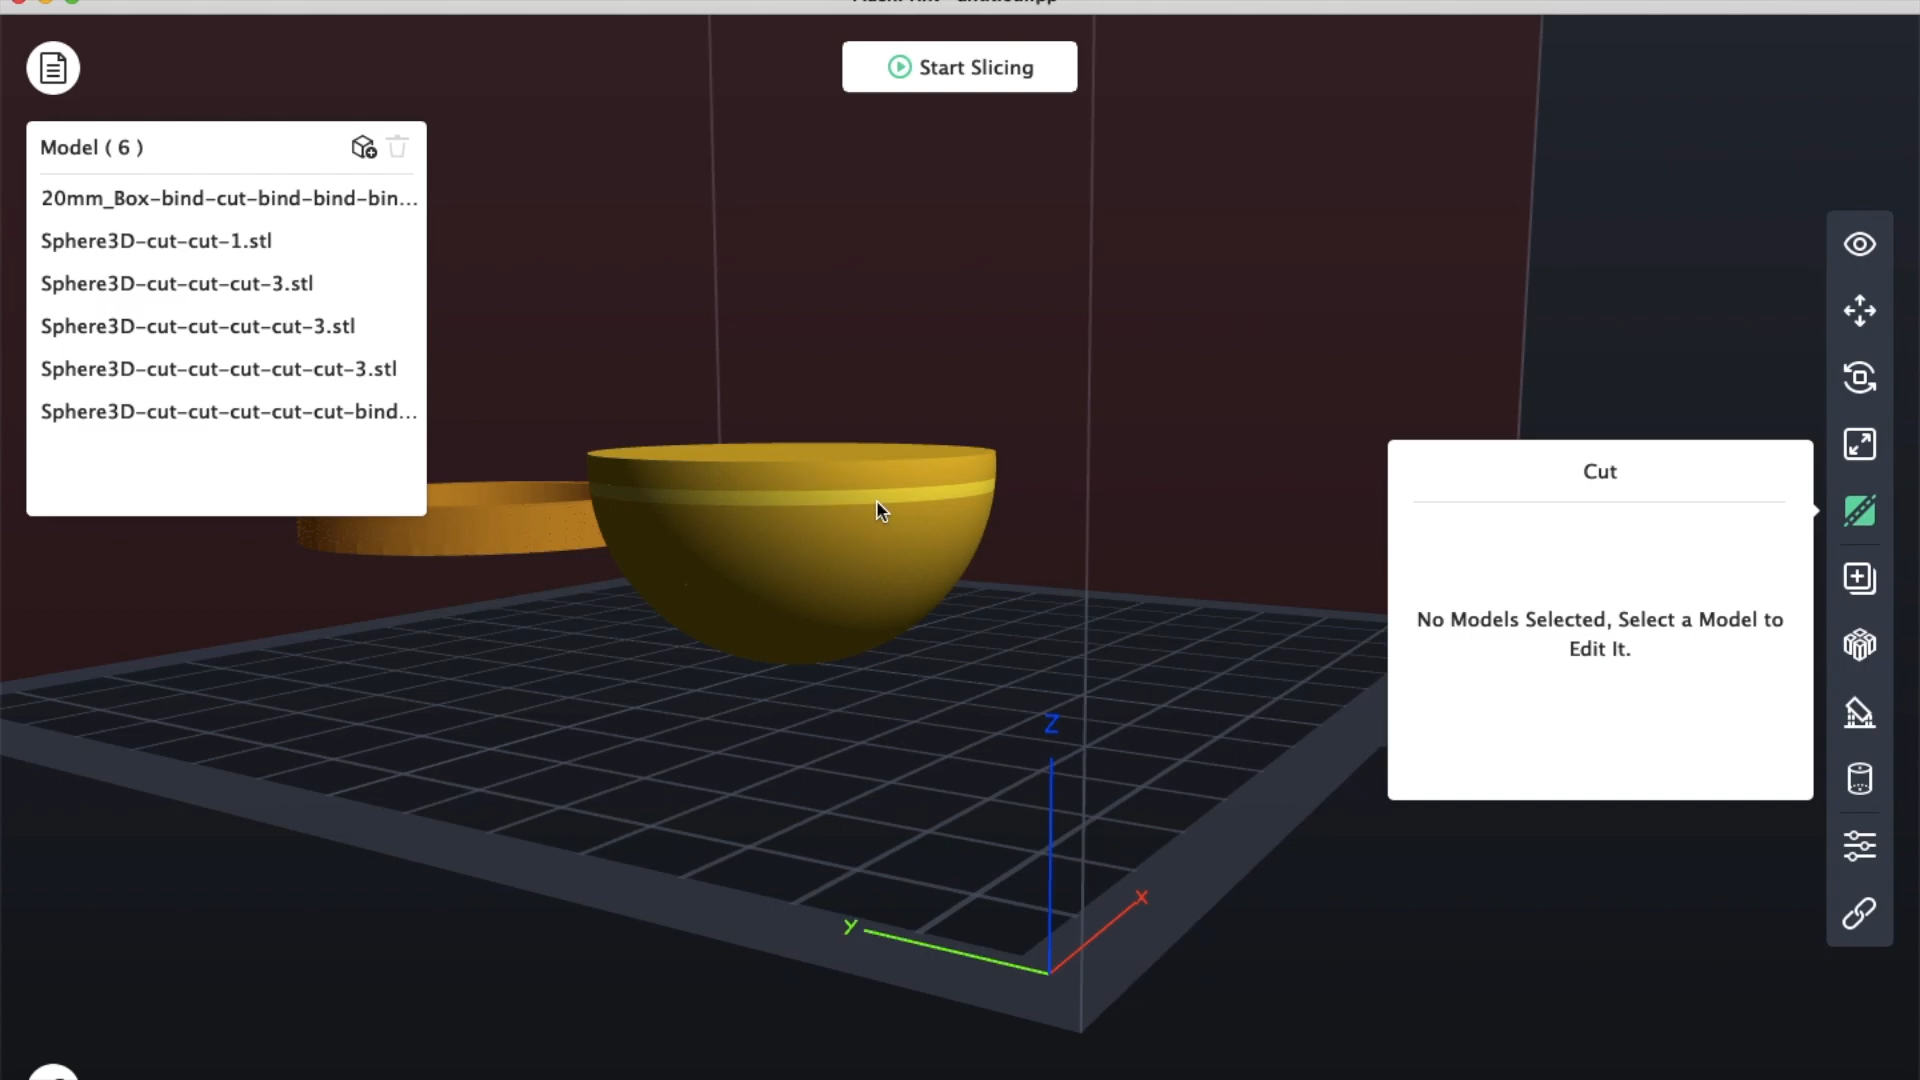 Start Slicing
Model ( 6 )
20mm_Box-bind-cut-bind-bind-bin...
Sphere3D-cut-cut-1.stl
Sphere3D-cut-cut-cut-3.stl
Sphere3D-cut-cut-cut-cut-3.stl
Sphere3D-cut-cut-cut-cut-cut-3.stl
Sphere3D-cut-cut-cut-cut-cut-bind...
Cut
No Models Selected, Select a Model to
Edit It.
Z
X
Y